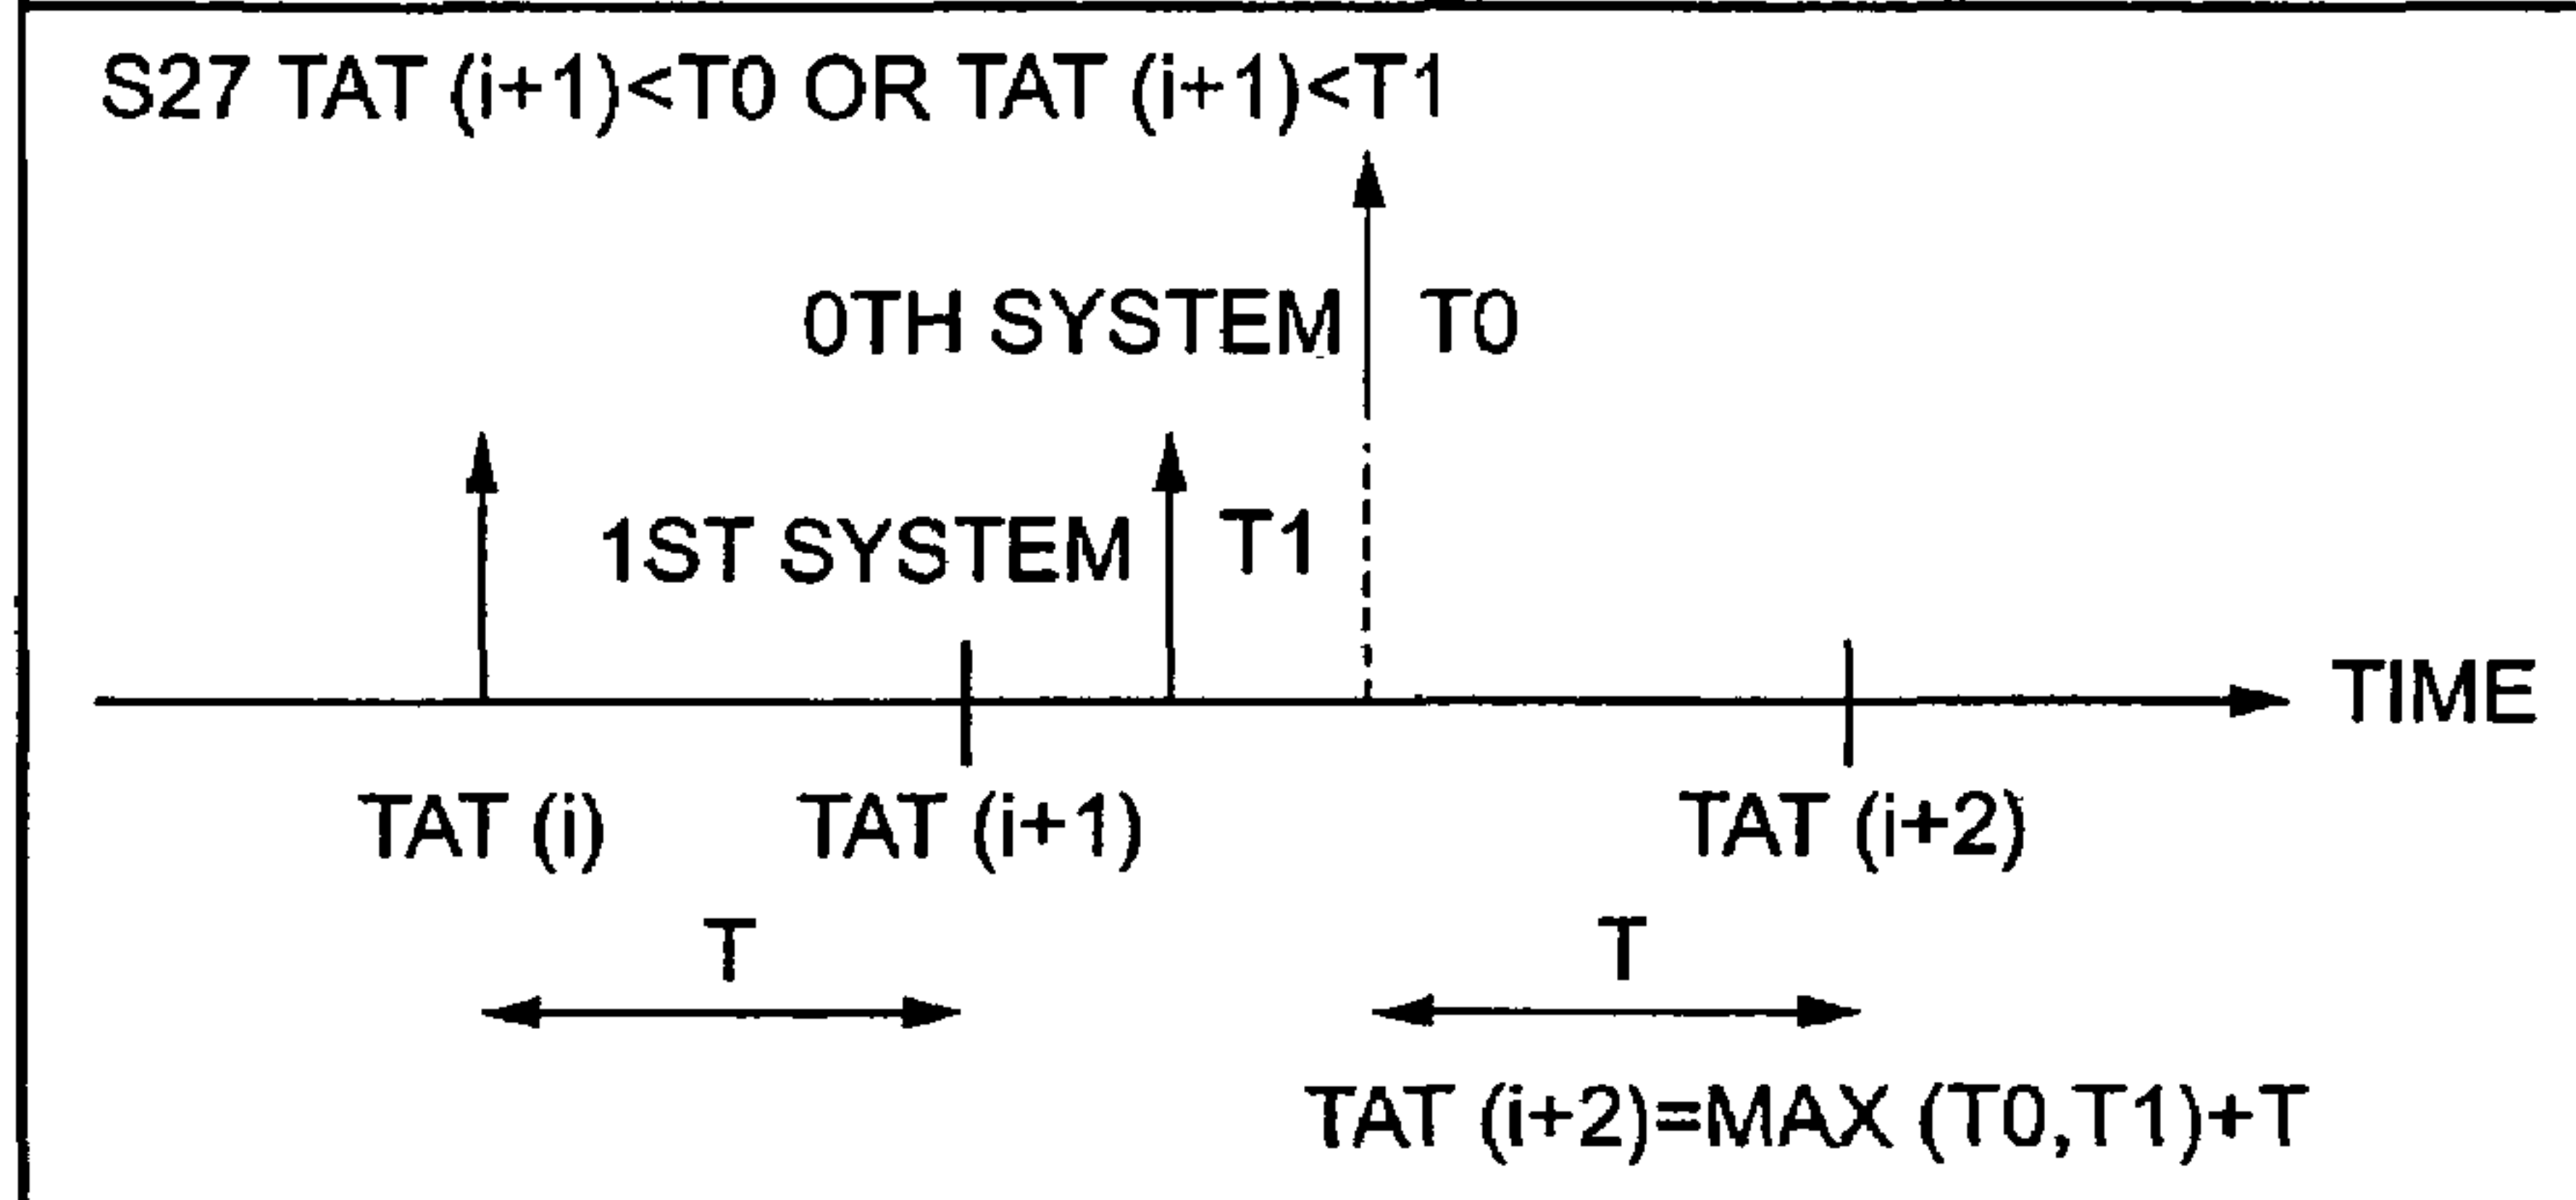 S27 TAT (i+1)<T0 OR TAT (i+1)<T1
0TH SYSTEM T0
1ST SYSTEM T1
TIME
TAT (i) TAT (i+1) TAT (i+2)
T T
TAT (i+2)=MAX (T0,T1)+T